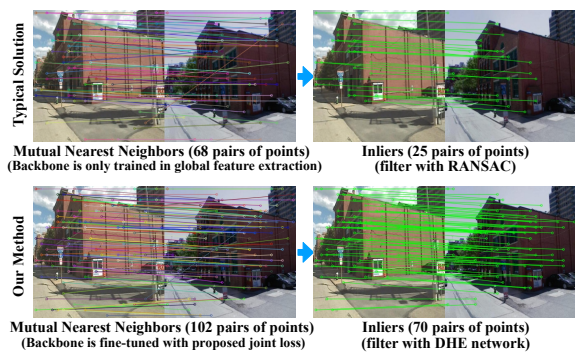 Typical Solution
Mutual Nearest Neighbors (68 pairs of points)
(Backbone is only trained in global feature extraction)
Inliers (25 pairs of points)
(filter with RANSAC)
Our Method
Mutual Nearest Neighbors (102 pairs of points)
(Backbone is fine-tuned with proposed joint loss)
Inliers (70 pairs of points)
(filter with DHE network)